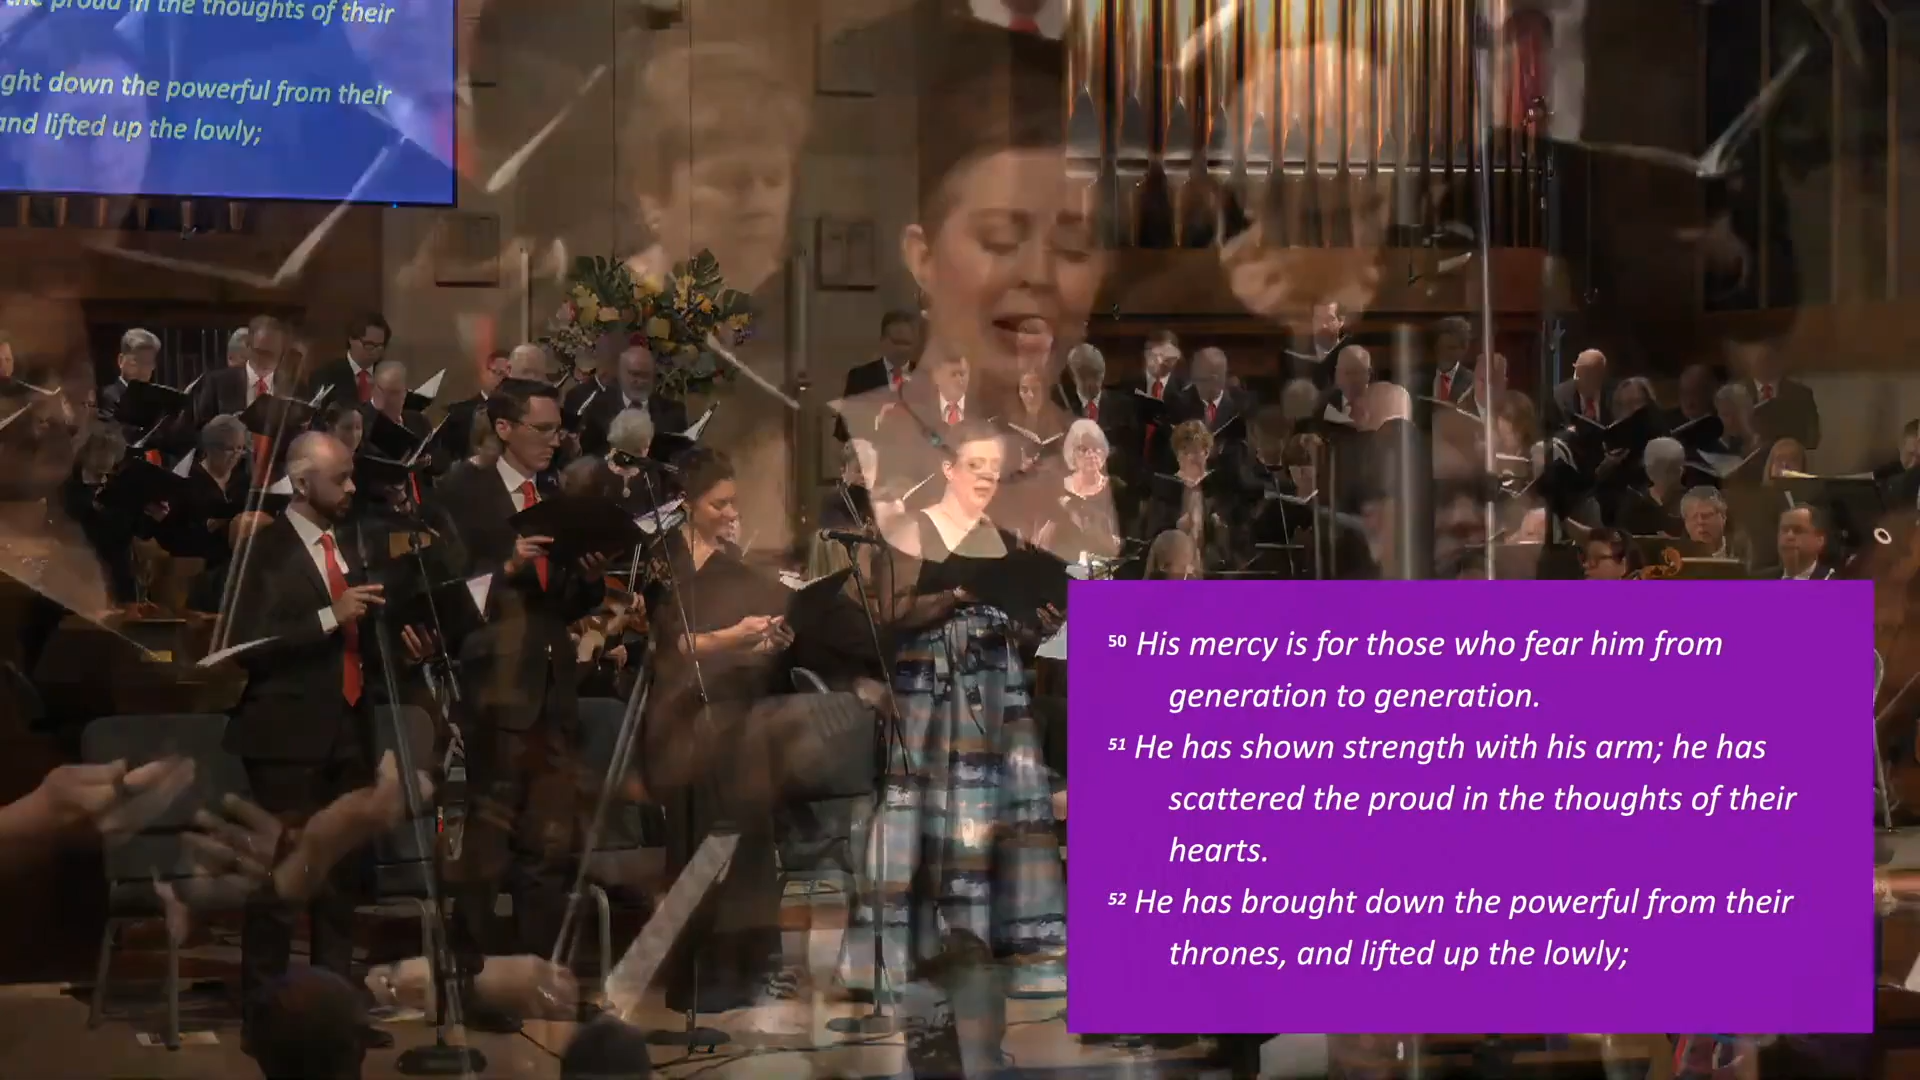 proud in the thoughts of their
ght down the powerful from their
and lifted up the lowly;
50 His mercy is for those who fear him from
generation to generation.
51 He has shown strength with his arm; he has
scattered the proud in the thoughts of their
hearts.
52 He has brought down the powerful from their
thrones, and lifted up the lowly;